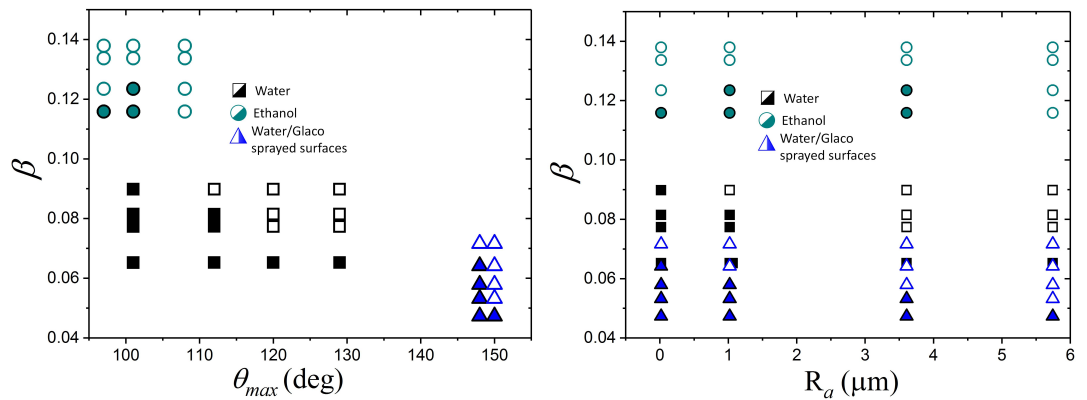 0.14
0.12
0.10
0.08
0.06
0.04
β
100 110 120 130 140 150
θmax (deg)
Water
Ethanol
Water/Glaco
sprayed surfaces
0.14
0.12
0.10
0.08
0.06
0.04
β
0 1 2 3 4 5 6
Ra (μm)
Water
Ethanol
Water/Glaco
sprayed surfaces